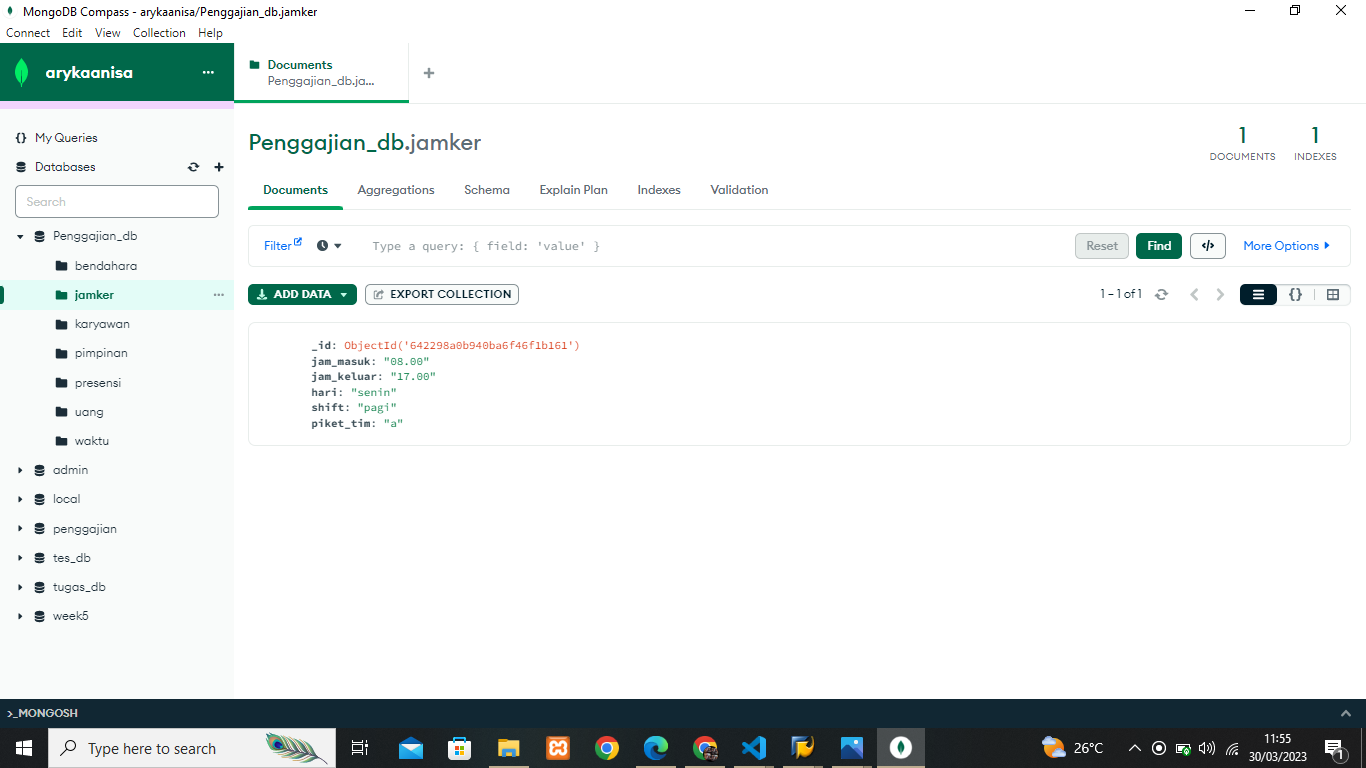 MongoDB Compass - arykaanisa/Penggajian_db.jamker
Connect Edit View Collection Help
arykaanisa
Documents
Penggajian_db.ja...
My Queries
Databases
Search
Penggajian_db
bendahara
jamker
karyawan
pimpinan
presensi
uang
waktu
admin
local
penggajian
tes_db
tugas_db
week5
Penggajian_db.jamker
1
DOCUMENTS
1
INDEXES
Documents Aggregations Schema Explain Plan Indexes Validation
Filter Type a query: { field: 'value' } Reset Find </> More Options
ADD DATA EXPORT COLLECTION 1 – 1 of 1 {}
_id: ObjectId('642298a0b940ba6f46f1b161')
jam_masuk: "08.00"
jam_keluar: "17.00"
hari: "senin"
shift: "pagi"
piket_tim: "a"
>_MONGOSH
Type here to search
26°C
11:55
30/03/2023
1